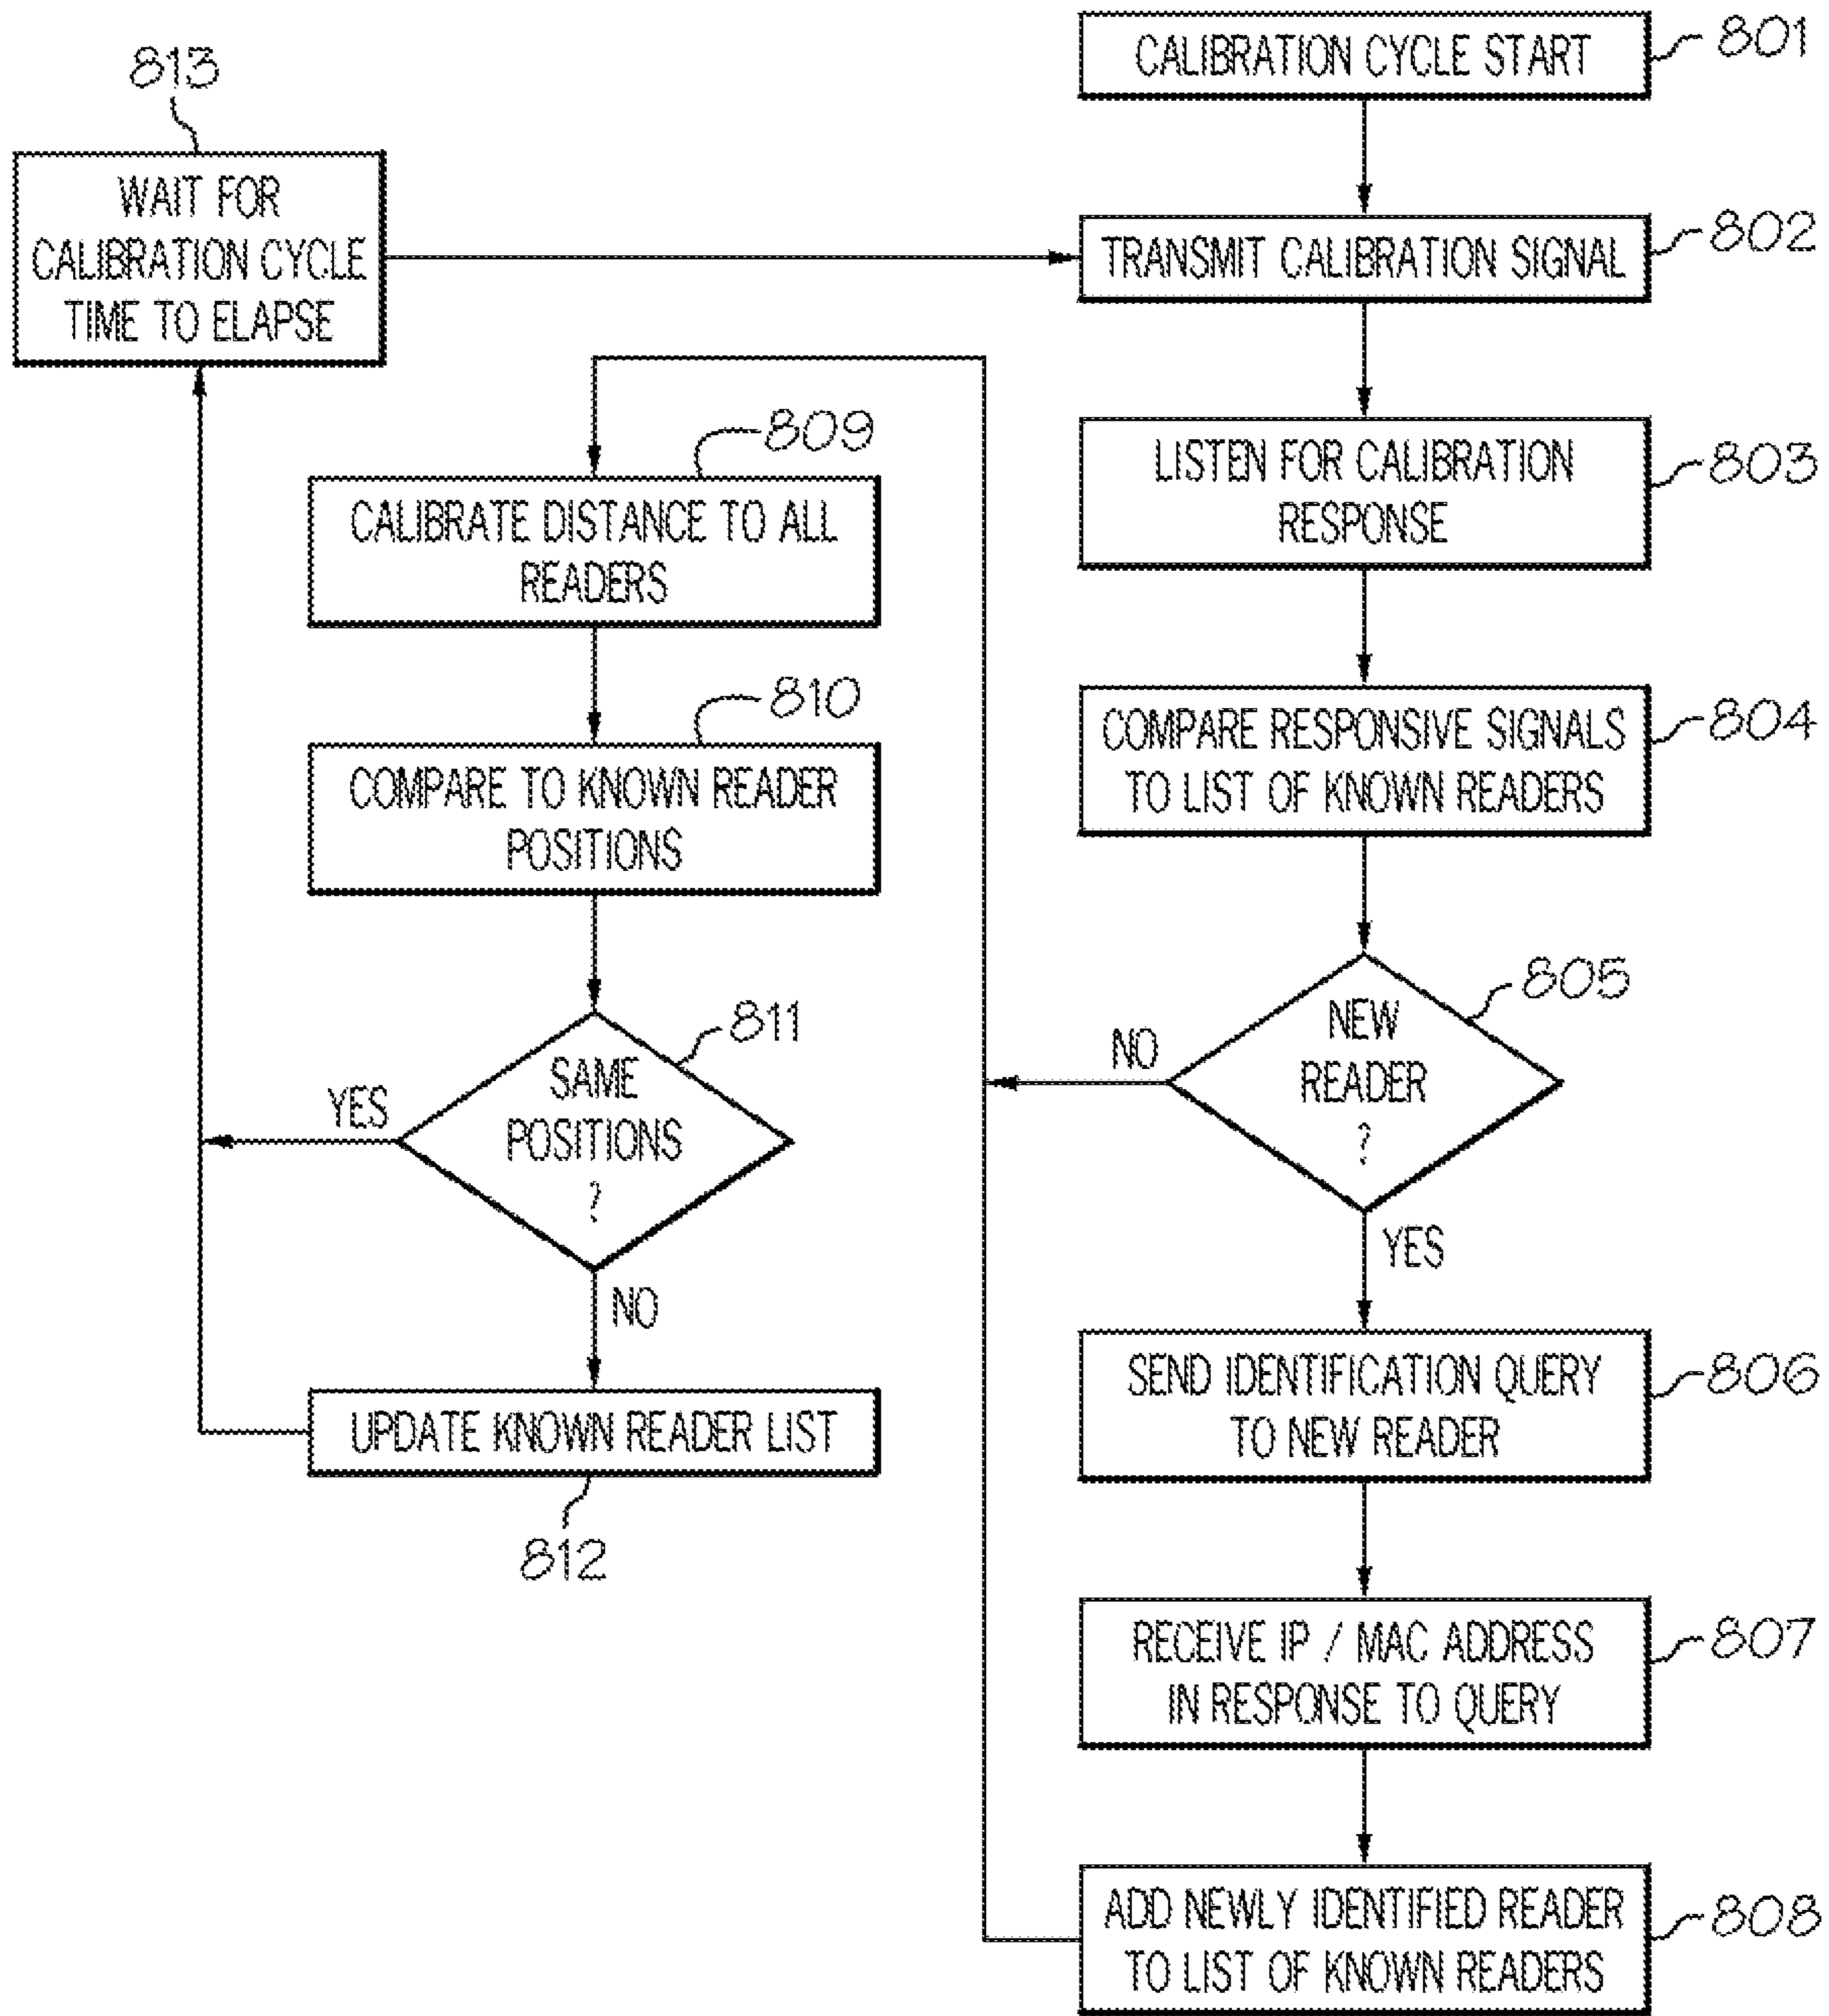 CALIBRATION CYCLE START
801
TRANSMIT CALIBRATION SIGNAL
802
LISTEN FOR CALIBRATION
RESPONSE
803
COMPARE RESPONSIVE SIGNALS
TO LIST OF KNOWN READERS
804
NEW
READER
?
805
NO
YES
SEND IDENTIFICATION QUERY
TO NEW READER
806
RECEIVE IP / MAC ADDRESS
IN RESPONSE TO QUERY
807
ADD NEWLY IDENTIFIED READER
TO LIST OF KNOWN READERS
808
809
CALIBRATE DISTANCE TO ALL
READERS
810
COMPARE TO KNOWN READER
POSITIONS
811
SAME
POSITIONS
?
YES
NO
UPDATE KNOWN READER LIST
812
813
WAIT FOR
CALIBRATION CYCLE
TIME TO ELAPSE